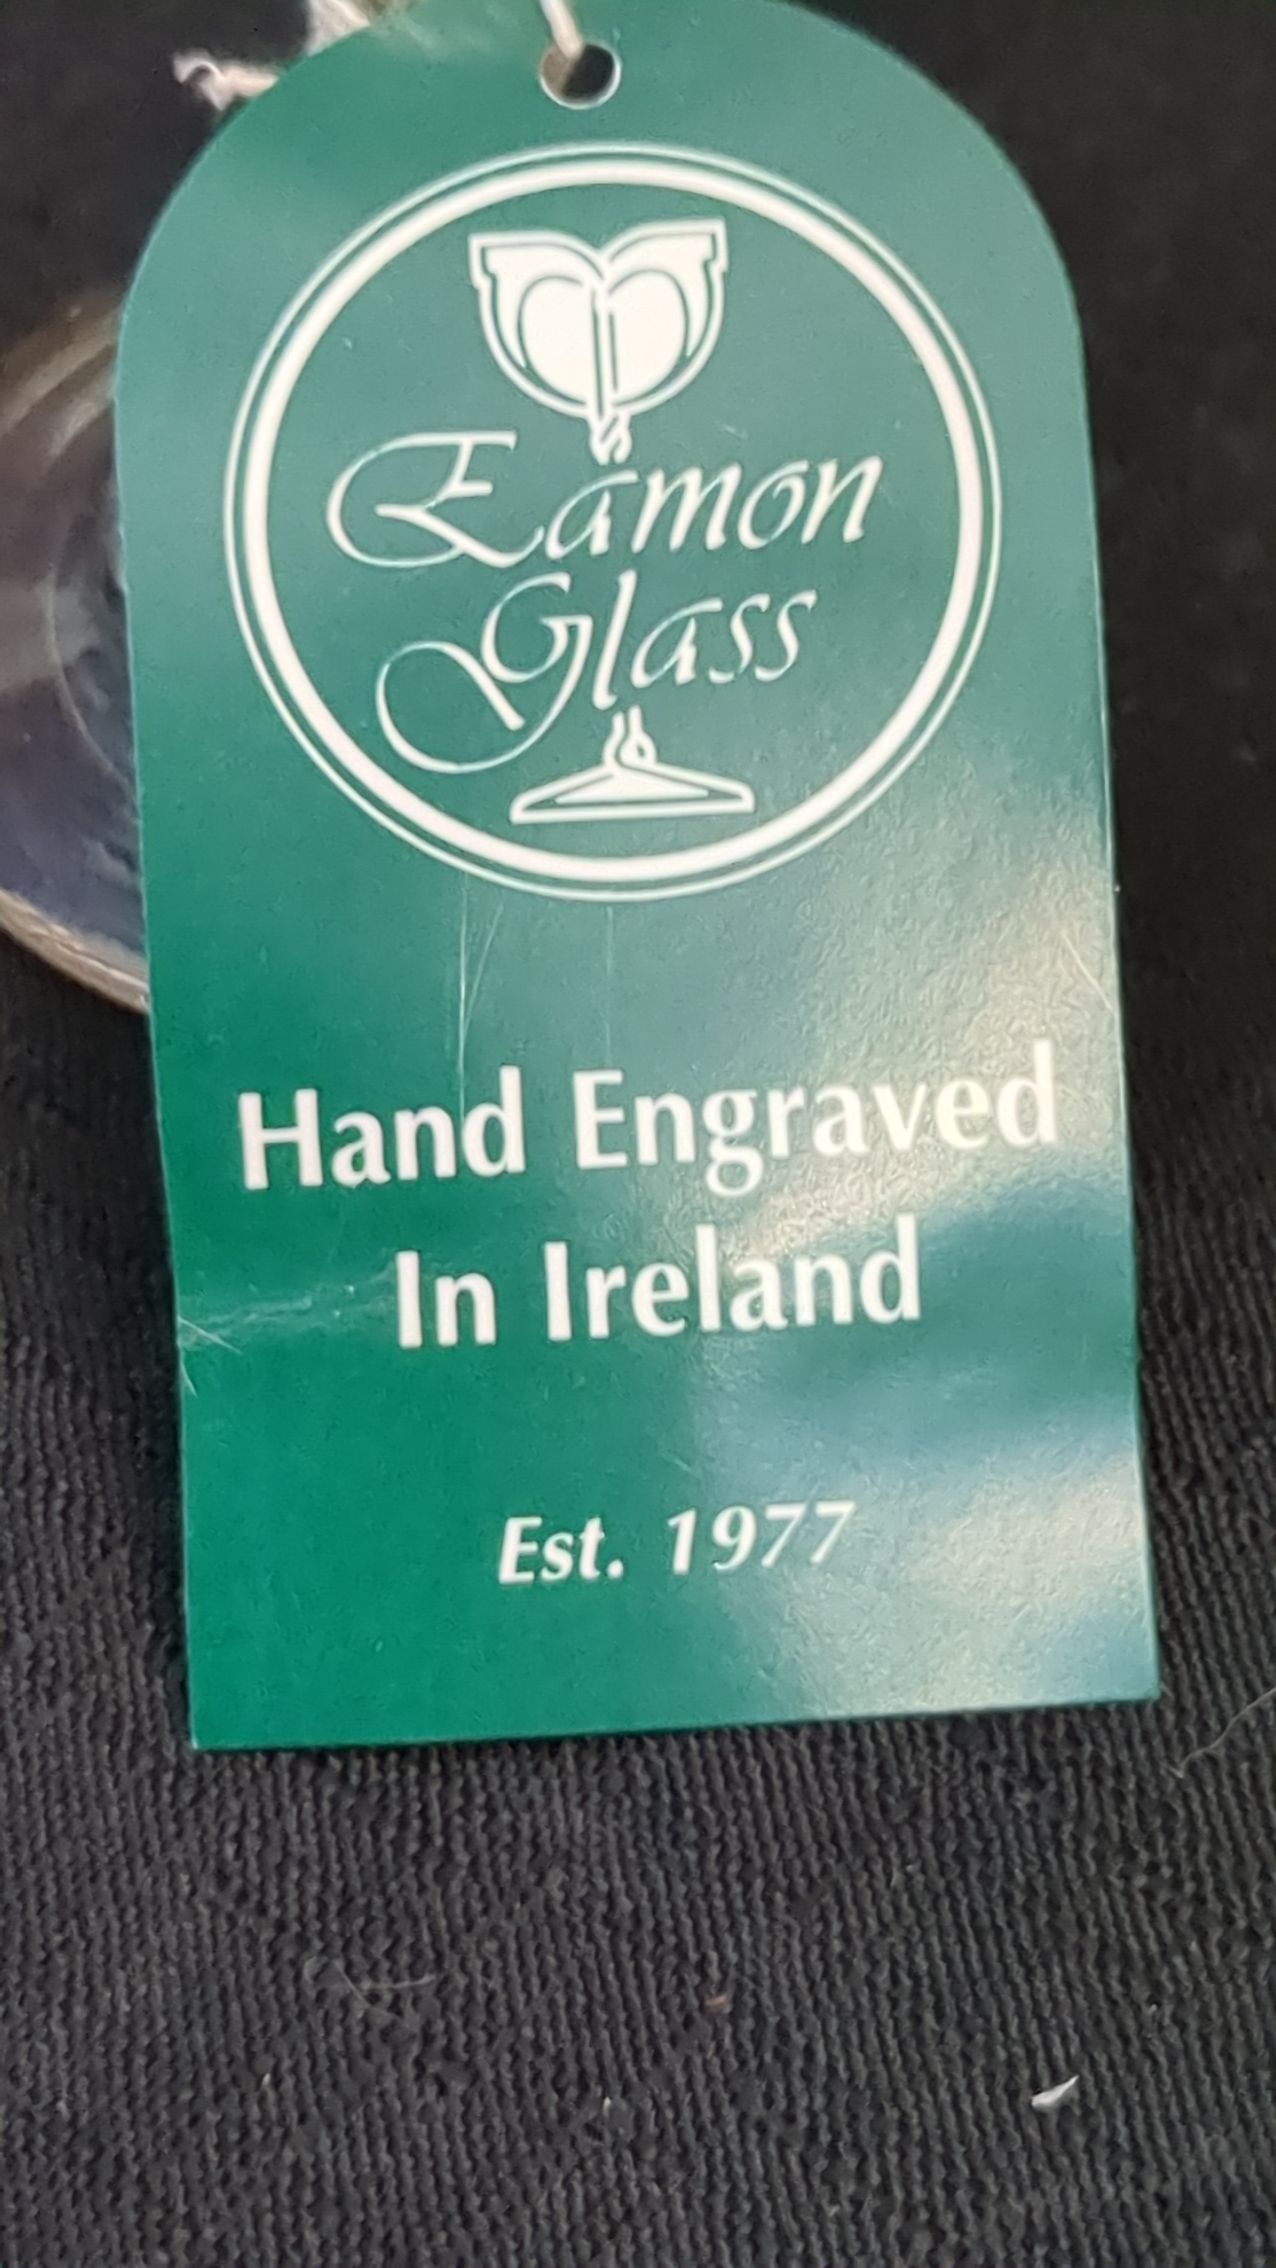 Eamon
Glass
Hand Engraved
In Ireland
Est. 1977